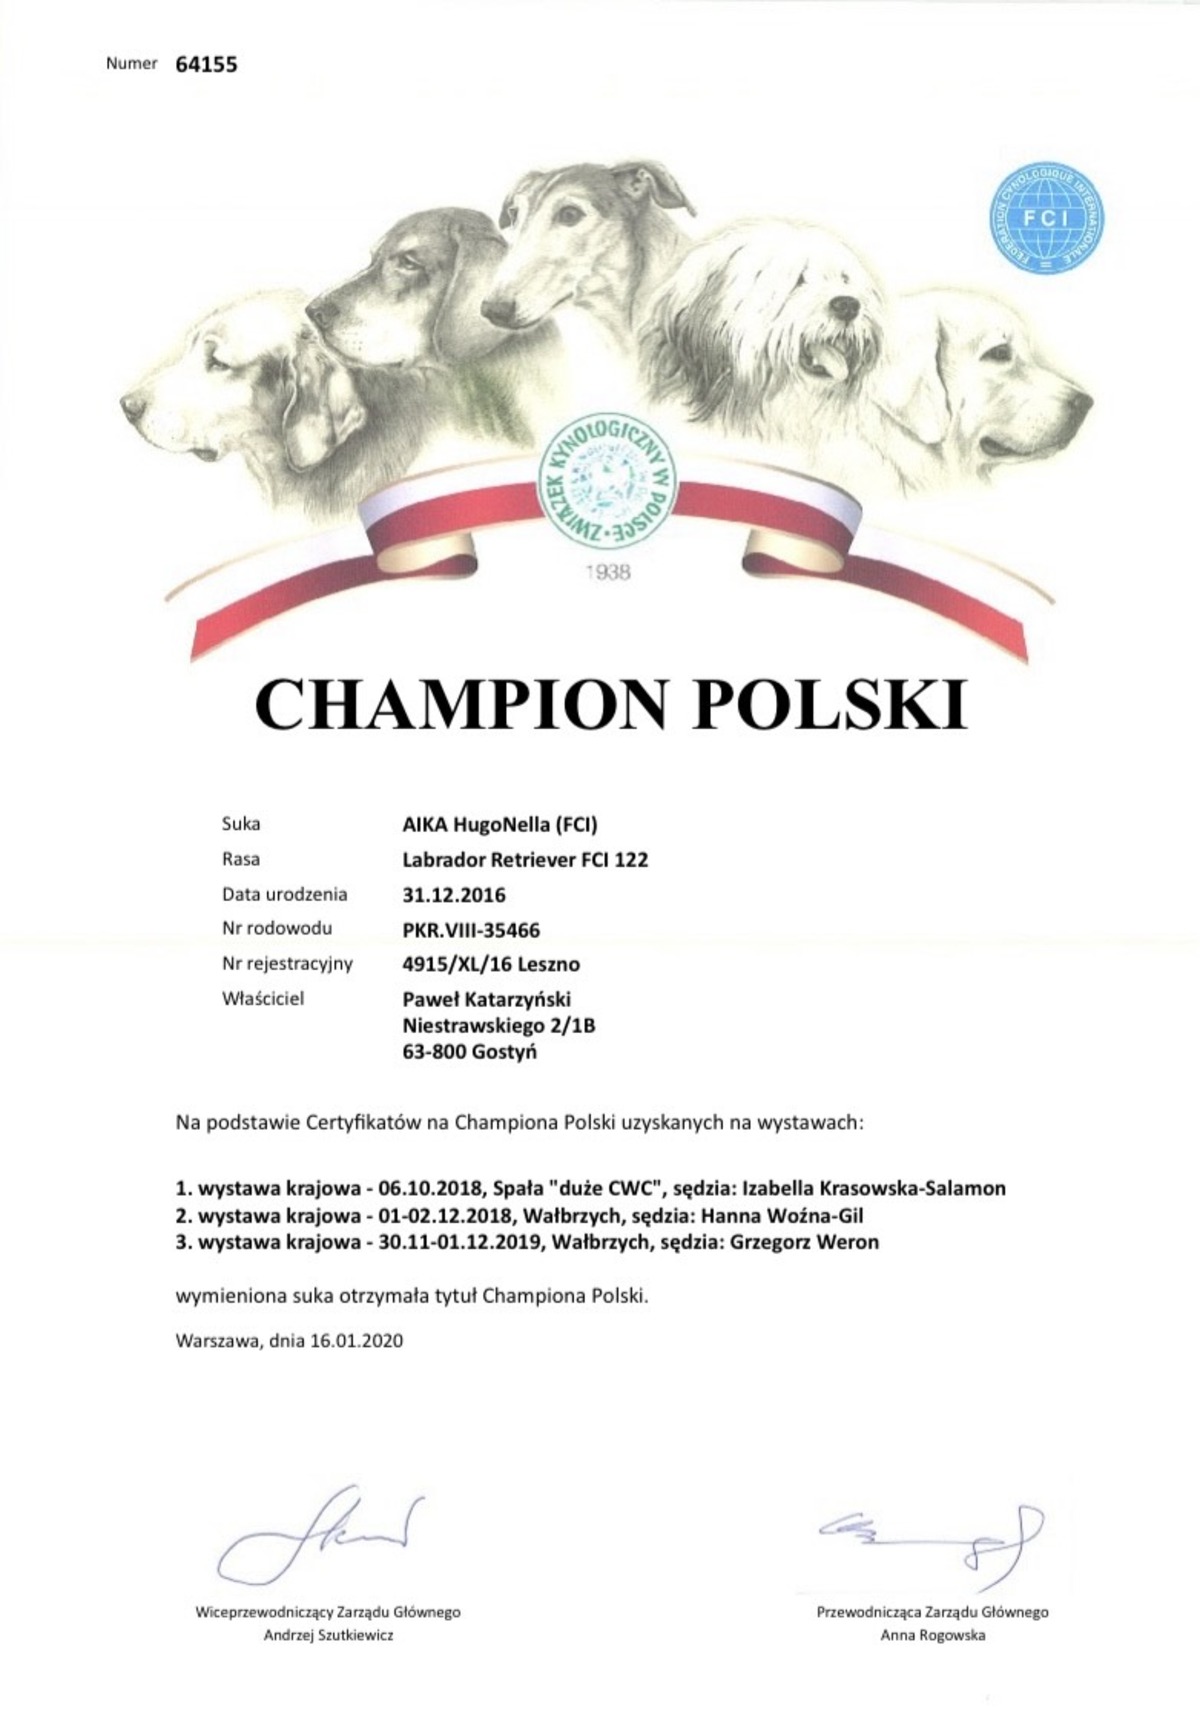 Numer 64155
FEDERATION CYNOLOGIQUE INTERNATIONALE
FCI
ZWIĄZEK KYNOLOGICZNY W POLSCE
1938
CHAMPION POLSKI
Suka AIKA HugoNella (FCI)
Rasa Labrador Retriever FCI 122
Data urodzenia 31.12.2016
Nr rodowodu PKR.VIII-35466
Nr rejestracyjny 4915/XL/16 Leszno
Właściciel Paweł Katarzyński
Niestrawskiego 2/1B
63-800 Gostyń
Na podstawie Certyfikatów na Championa Polski uzyskanych na wystawach:
1. wystawa krajowa - 06.10.2018, Spała "duże CWC", sędzia: Izabella Krasowska-Salamon
2. wystawa krajowa - 01-02.12.2018, Wałbrzych, sędzia: Hanna Woźna-Gil
3. wystawa krajowa - 30.11-01.12.2019, Wałbrzych, sędzia: Grzegorz Weron
wymieniona suka otrzymała tytuł Championa Polski.
Warszawa, dnia 16.01.2020
Wiceprzewodniczący Zarządu Głównego
Andrzej Szutkiewicz
Przewodnicząca Zarządu Głównego
Anna Rogowska